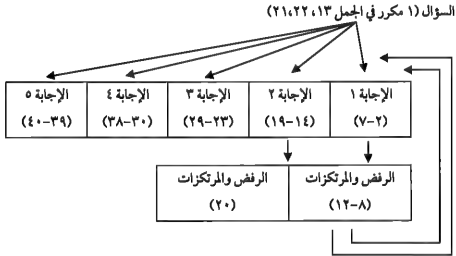 السؤال (١ مكرر في الجمل ١٣، ٢١،٢٢)
الإجابة ١
(٢-٧)
الإجابة ٢
(١٤-١٩)
الإجابة ٣
(٢٣-٢٩)
الإجابة ٤
(٣٠-٣٨)
الإجابة ٥
(٣٩-٤٠)
الرفض والمرتكزات
(٨-١٢)
الرفض والمرتكزات
(٢٠)